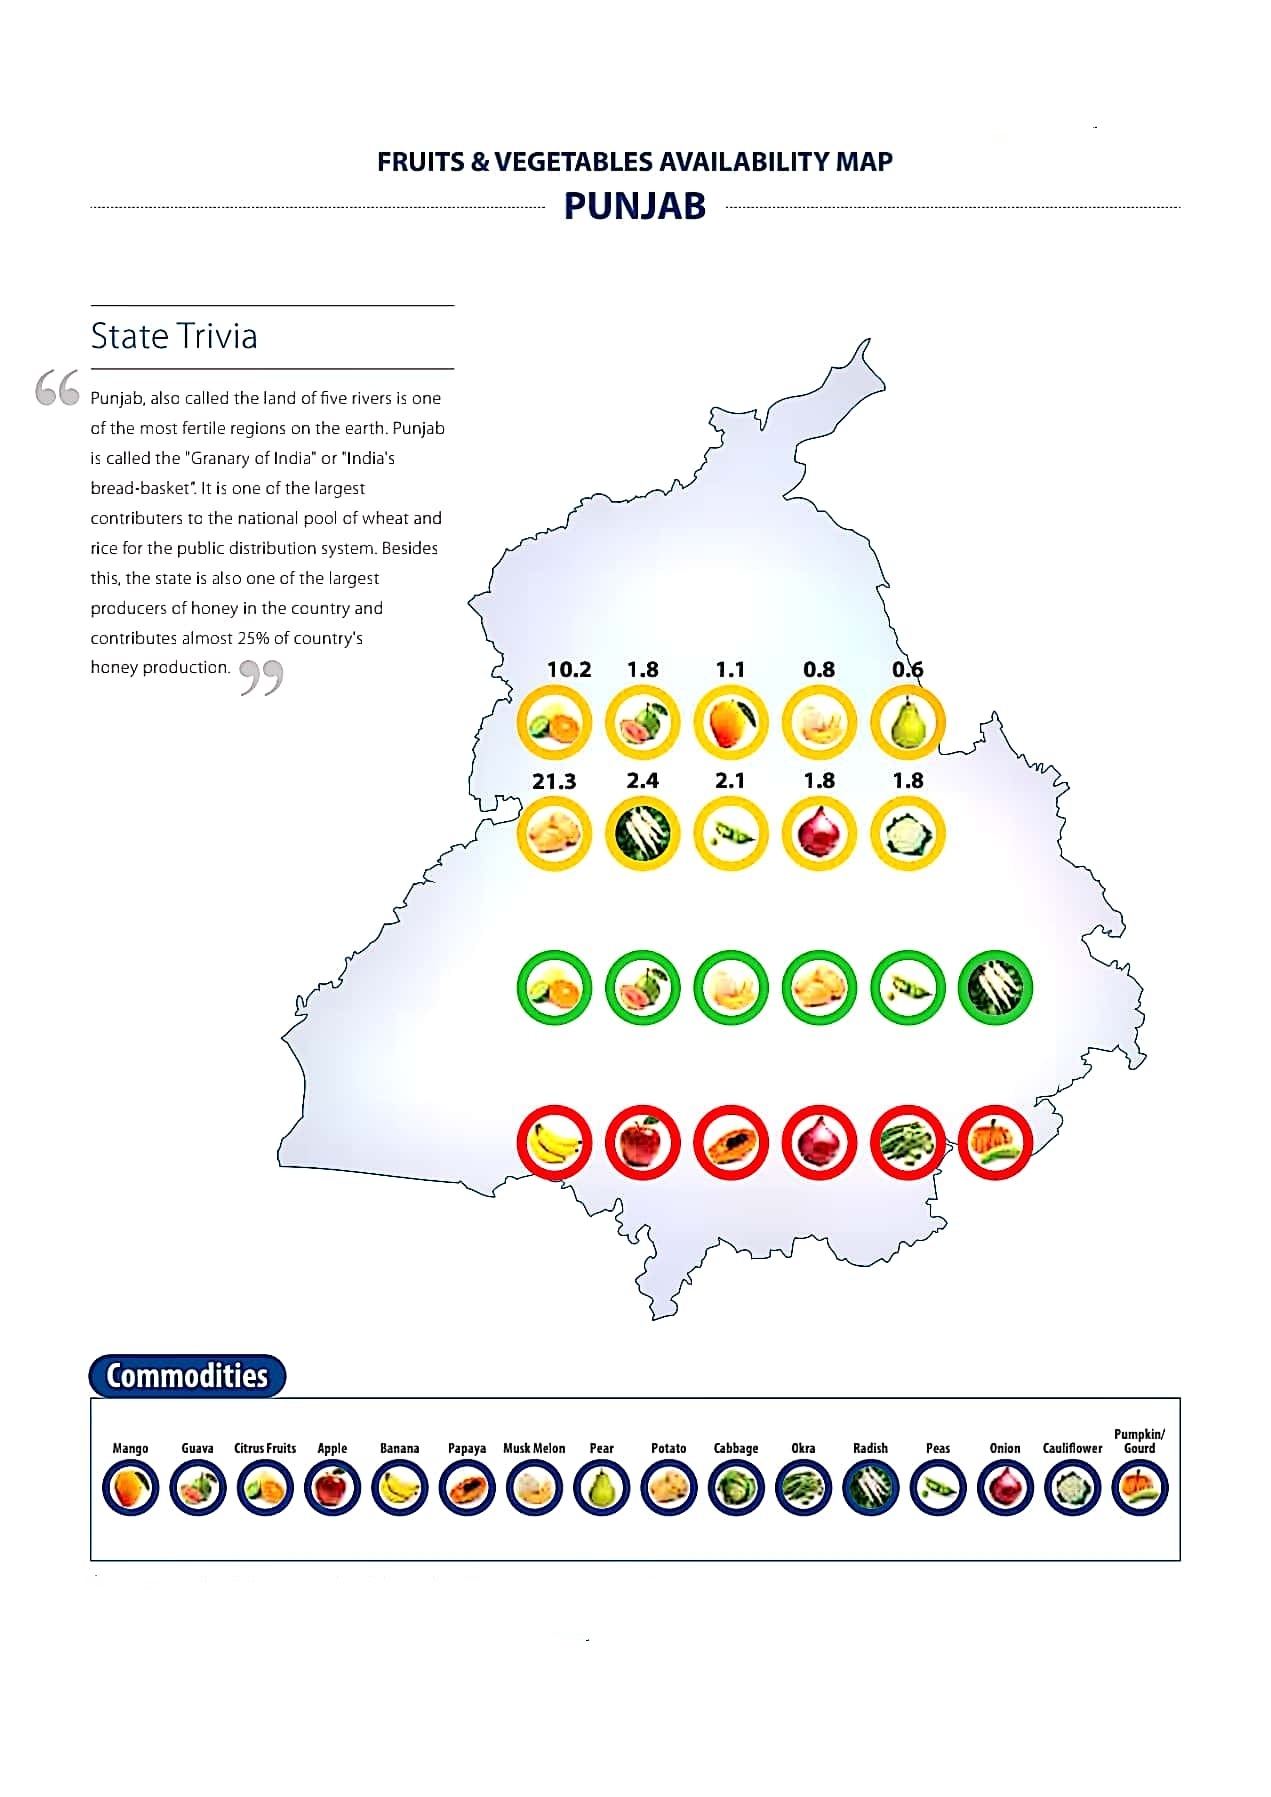 FRUITS & VEGETABLES AVAILABILITY MAP
PUNJAB
State Trivia
“ Punjab, also called the land of five rivers is one
of the most fertile regions on the earth. Punjab
is called the "Granary of India" or "India's
bread-basket". It is one of the largest
contributers to the national pool of wheat and
rice for the public distribution system. Besides
this, the state is also one of the largest
producers of honey in the country and
contributes almost 25% of country's
honey production. ”
10.2 1.8 1.1 0.8 0.6
21.3 2.4 2.1 1.8 1.8
Commodities
Mango Guava Citrus Fruits Apple Banana Papaya Musk Melon Pear Potato Cabbage Okra Radish Peas Onion Cauliflower Pumpkin/
Gourd